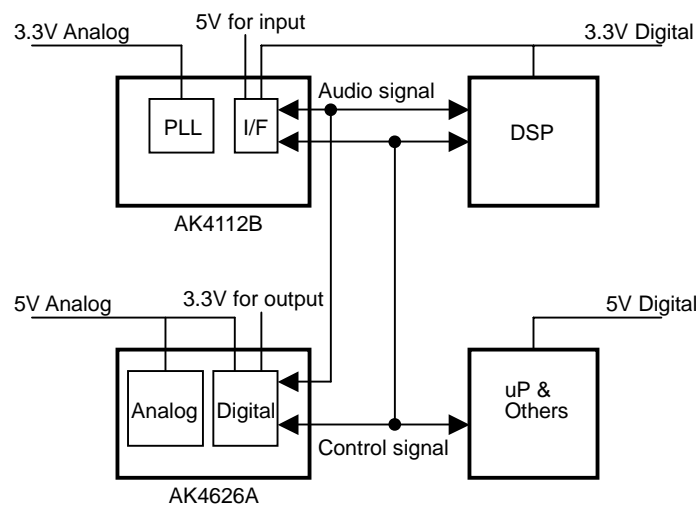 5V for input
3.3V Analog
3.3V Digital
Audio signal
PLL
I/F
DSP
AK4112B
5V Analog
3.3V for output
5V Digital
Analog
Digital
uP &
Others
Control signal
AK4626A